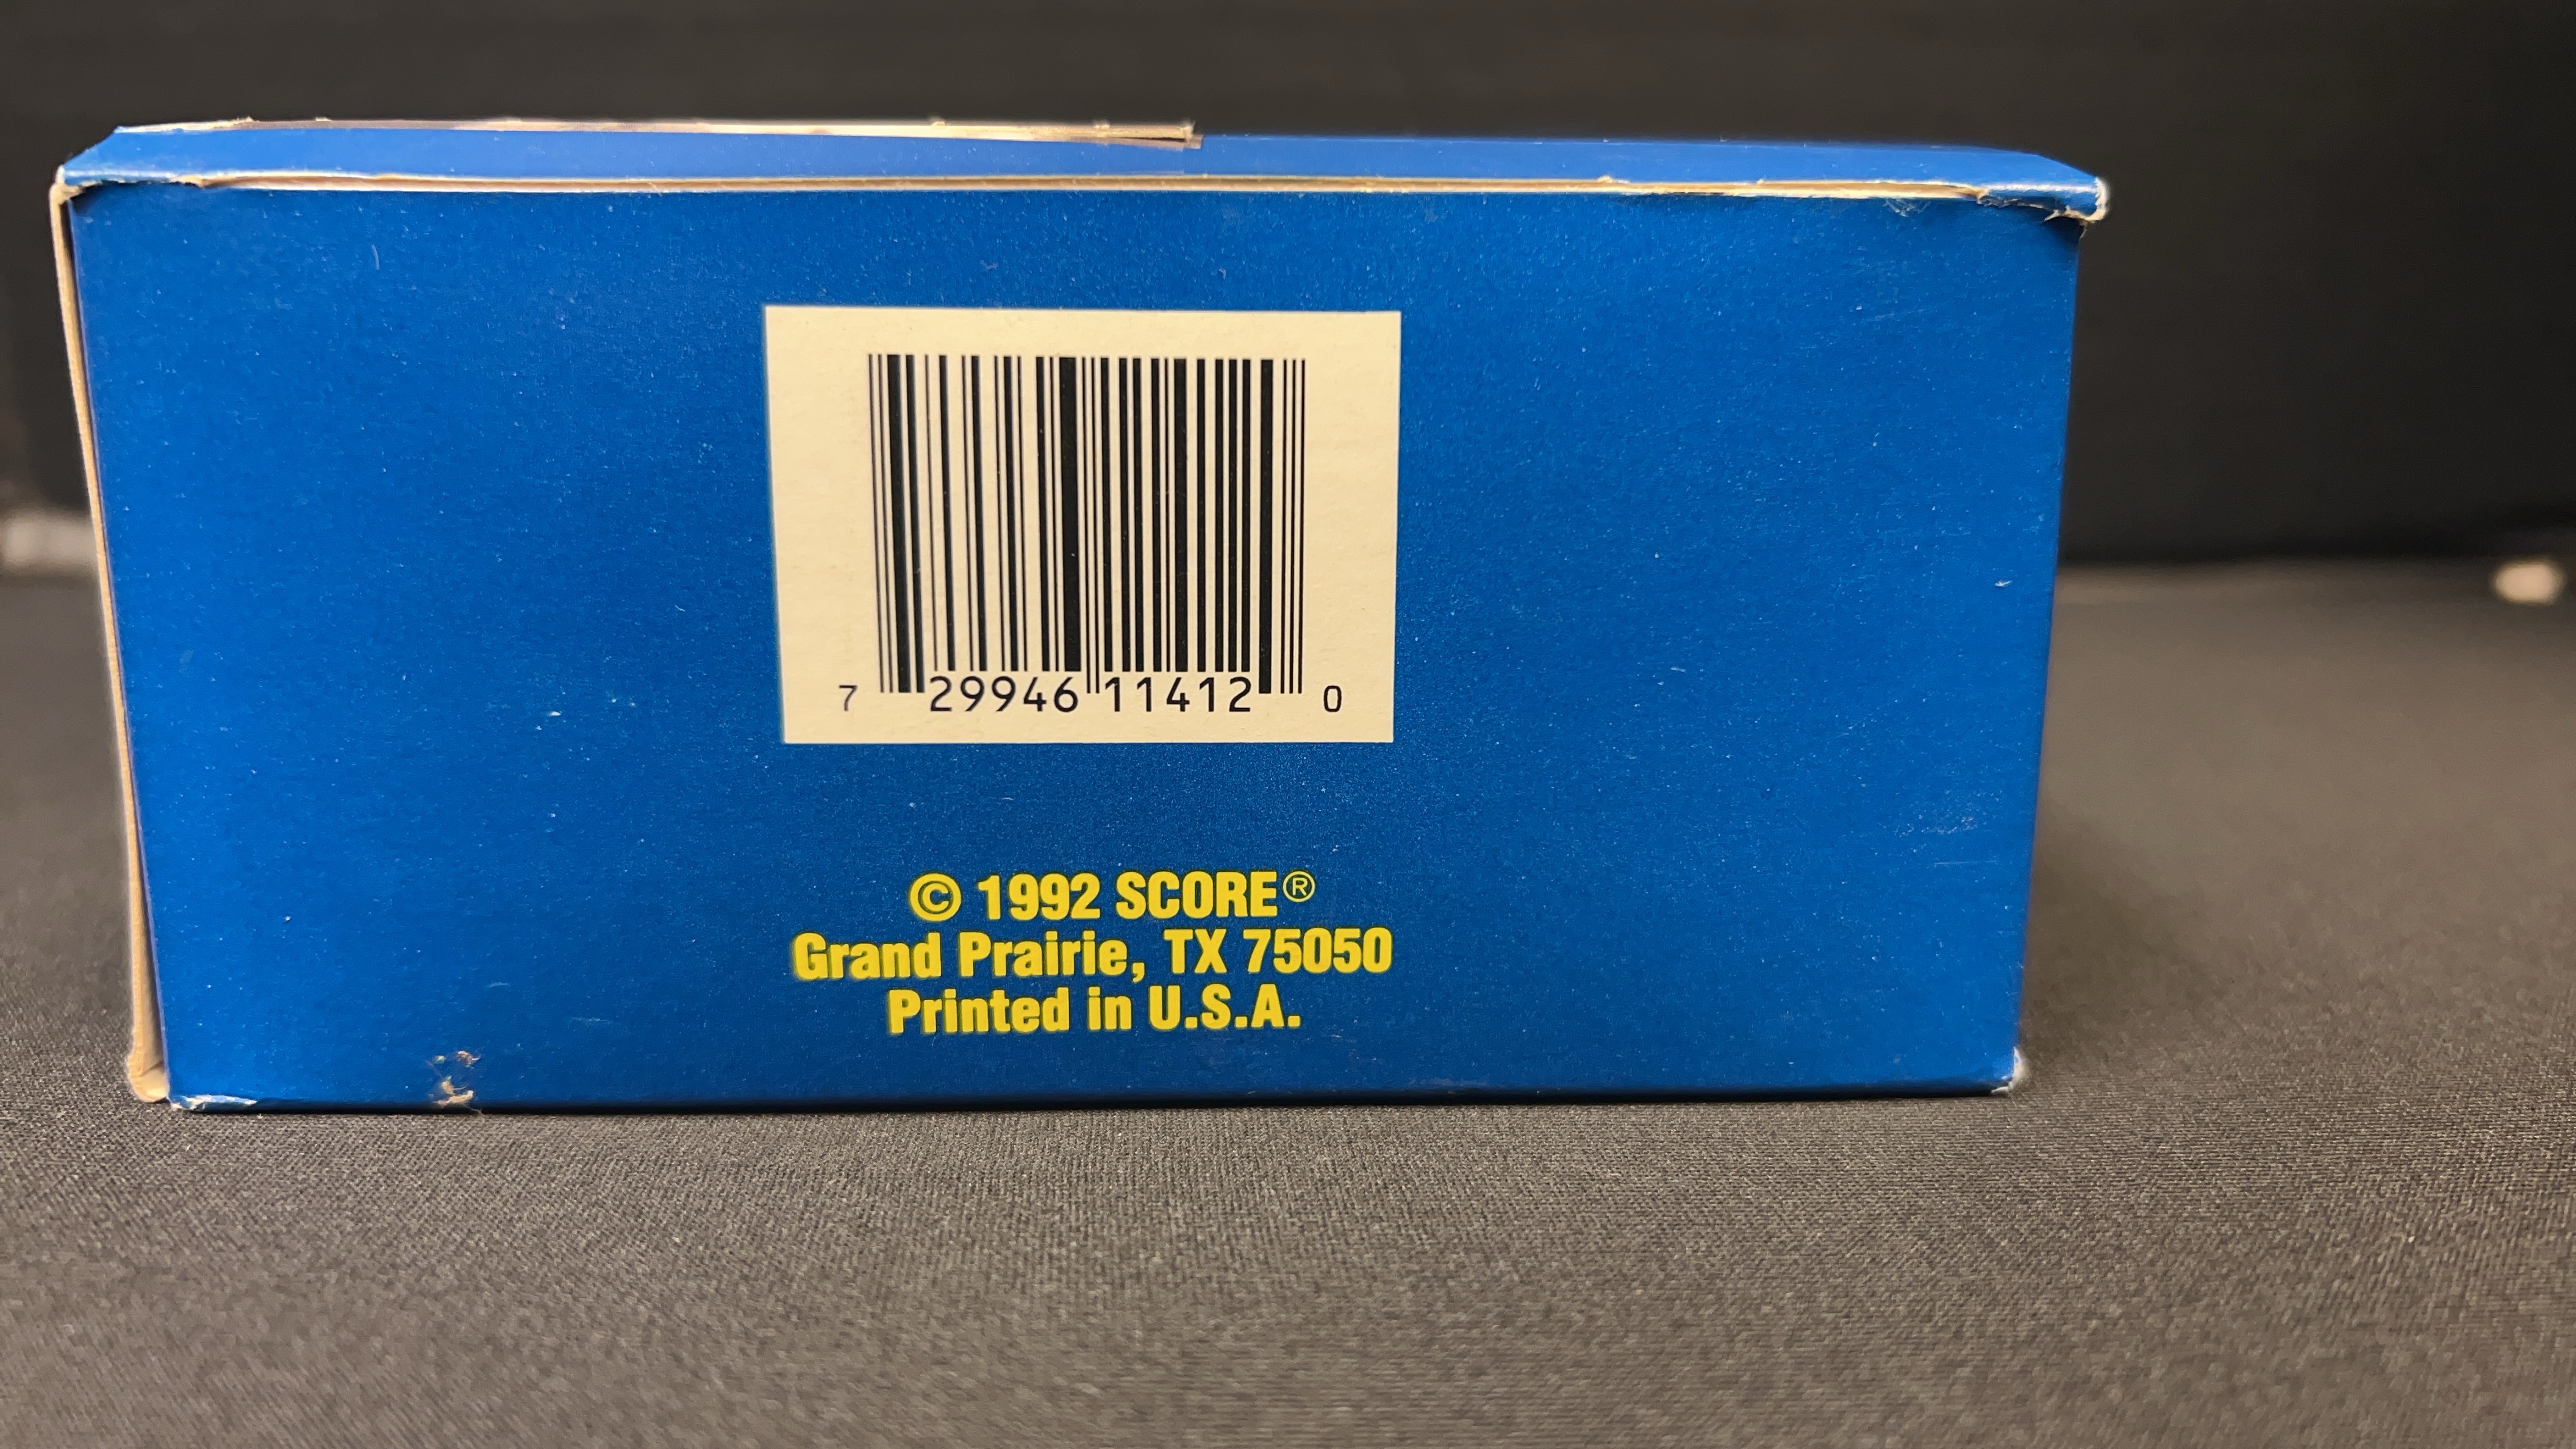 7 29946 11412 0
© 1992 SCORE®
Grand Prairie, TX 75050
Printed in U.S.A.